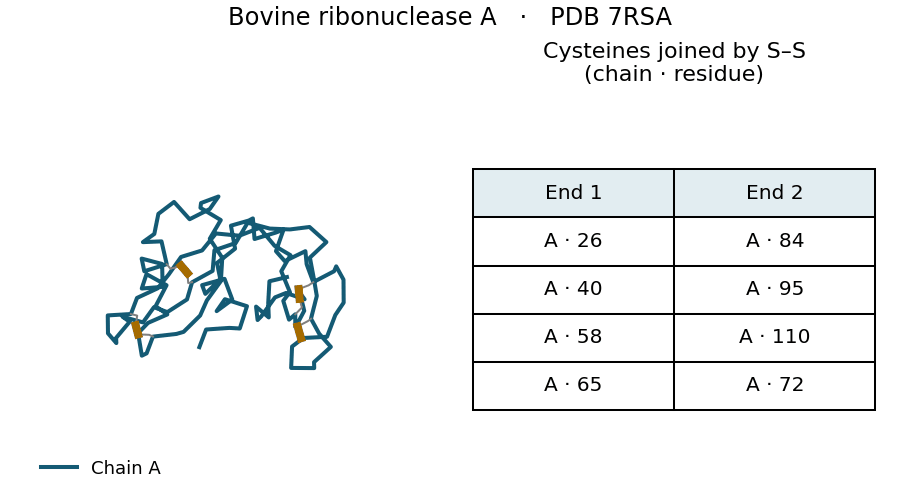 Bovine ribonuclease A · PDB 7RSA
Cysteines joined by S–S
(chain · residue)
End 1 End 2
A · 26 A · 84
A · 40 A · 95
A · 58 A · 110
A · 65 A · 72
Chain A